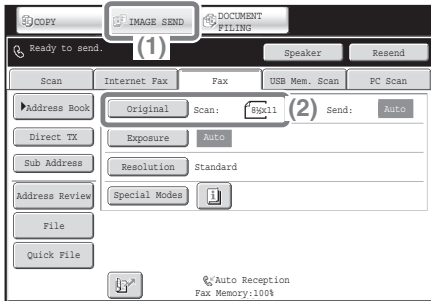 COPY IMAGE SEND DOCUMENT FILING
(1)
Ready to send. Speaker Resend
Scan Internet Fax Fax USB Mem. Scan PC Scan
Address Book Original Scan: 8½x11 (2) Send: Auto
Direct TX Exposure Auto
Sub Address Resolution Standard
Address Review Special Modes
File
Quick File
Auto Reception
Fax Memory:100%